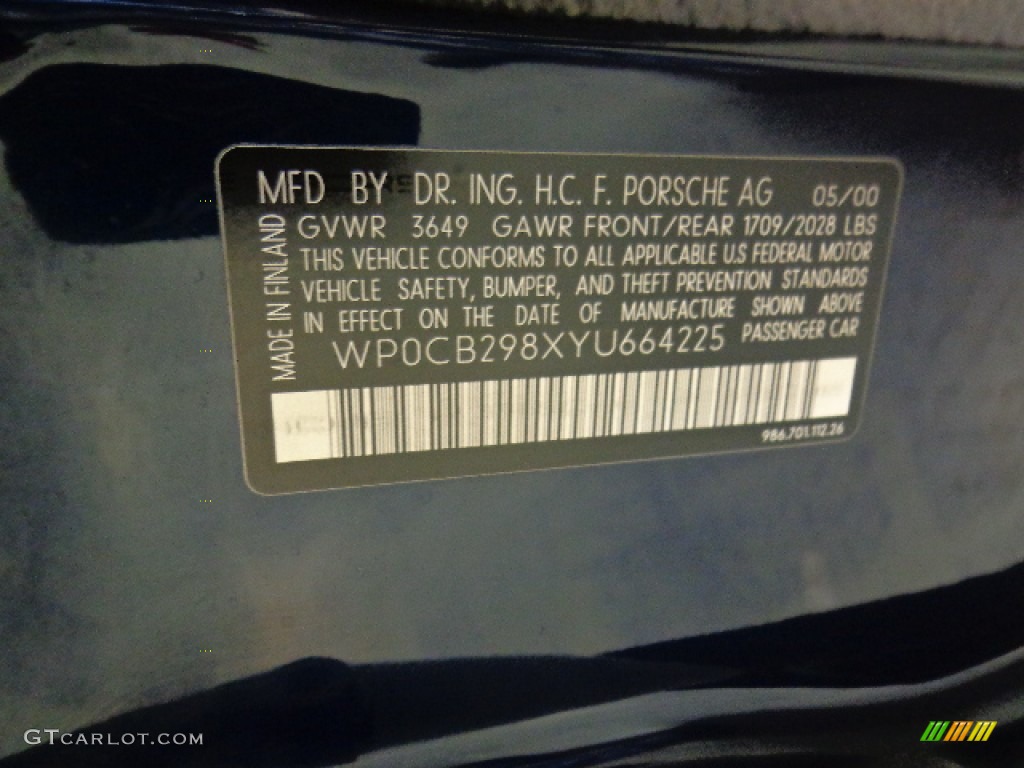 MFD BY DR. ING. H.C. F. PORSCHE AG 05/00
GVWR 3649 GAWR FRONT/REAR 1709/2028 LBS
THIS VEHICLE CONFORMS TO ALL APPLICABLE U.S FEDERAL MOTOR
VEHICLE SAFETY, BUMPER, AND THEFT PREVENTION STANDARDS
IN EFFECT ON THE DATE OF MANUFACTURE SHOWN ABOVE
WP0CB298XYU664225 PASSENGER CAR
MADE IN FINLAND
986.701.112.26
GTCARLOT.COM